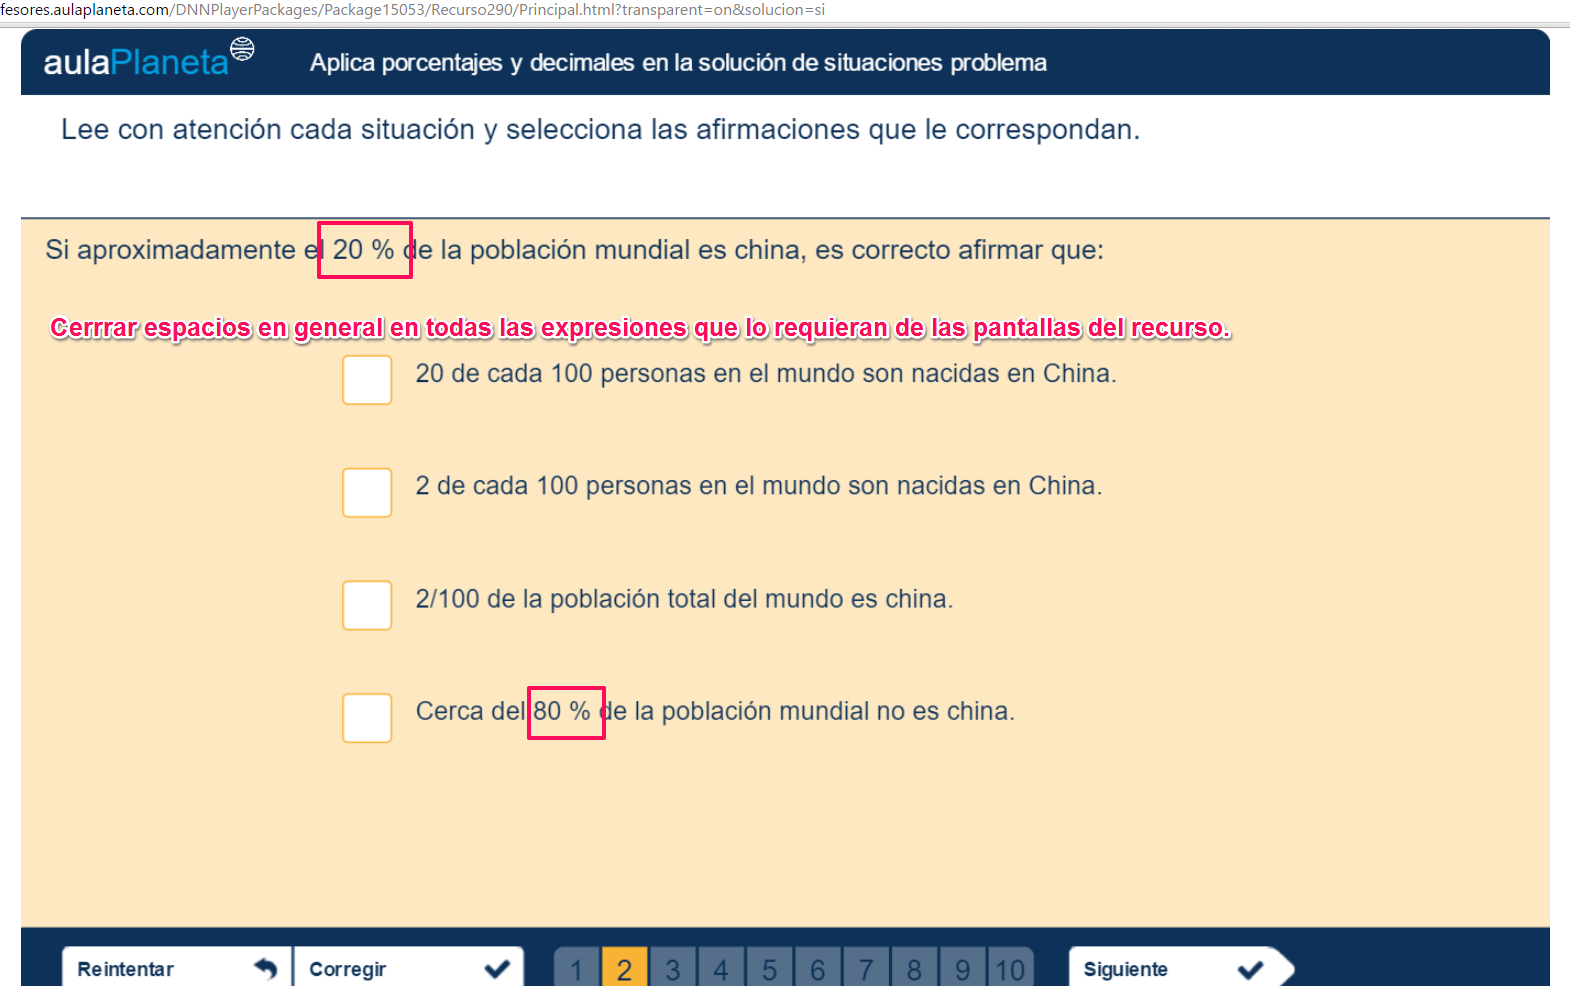 fesores.aulaplaneta.com/DNNPlayerPackages/Package15053/Recurso290/Principal.html?transparent=on&solucion=si
aulaPlaneta
Aplica porcentajes y decimales en la solución de situaciones problema
Lee con atención cada situación y selecciona las afirmaciones que le correspondan.
Si aproximadamente el 20 % de la población mundial es china, es correcto afirmar que:
Cerrrar espacios en general en todas las expresiones que lo requieran de las pantallas del recurso.
20 de cada 100 personas en el mundo son nacidas en China.
2 de cada 100 personas en el mundo son nacidas en China.
2/100 de la población total del mundo es china.
Cerca del 80 % de la población mundial no es china.
Reintentar Corregir 1 2 3 4 5 6 7 8 9 10 Siguiente